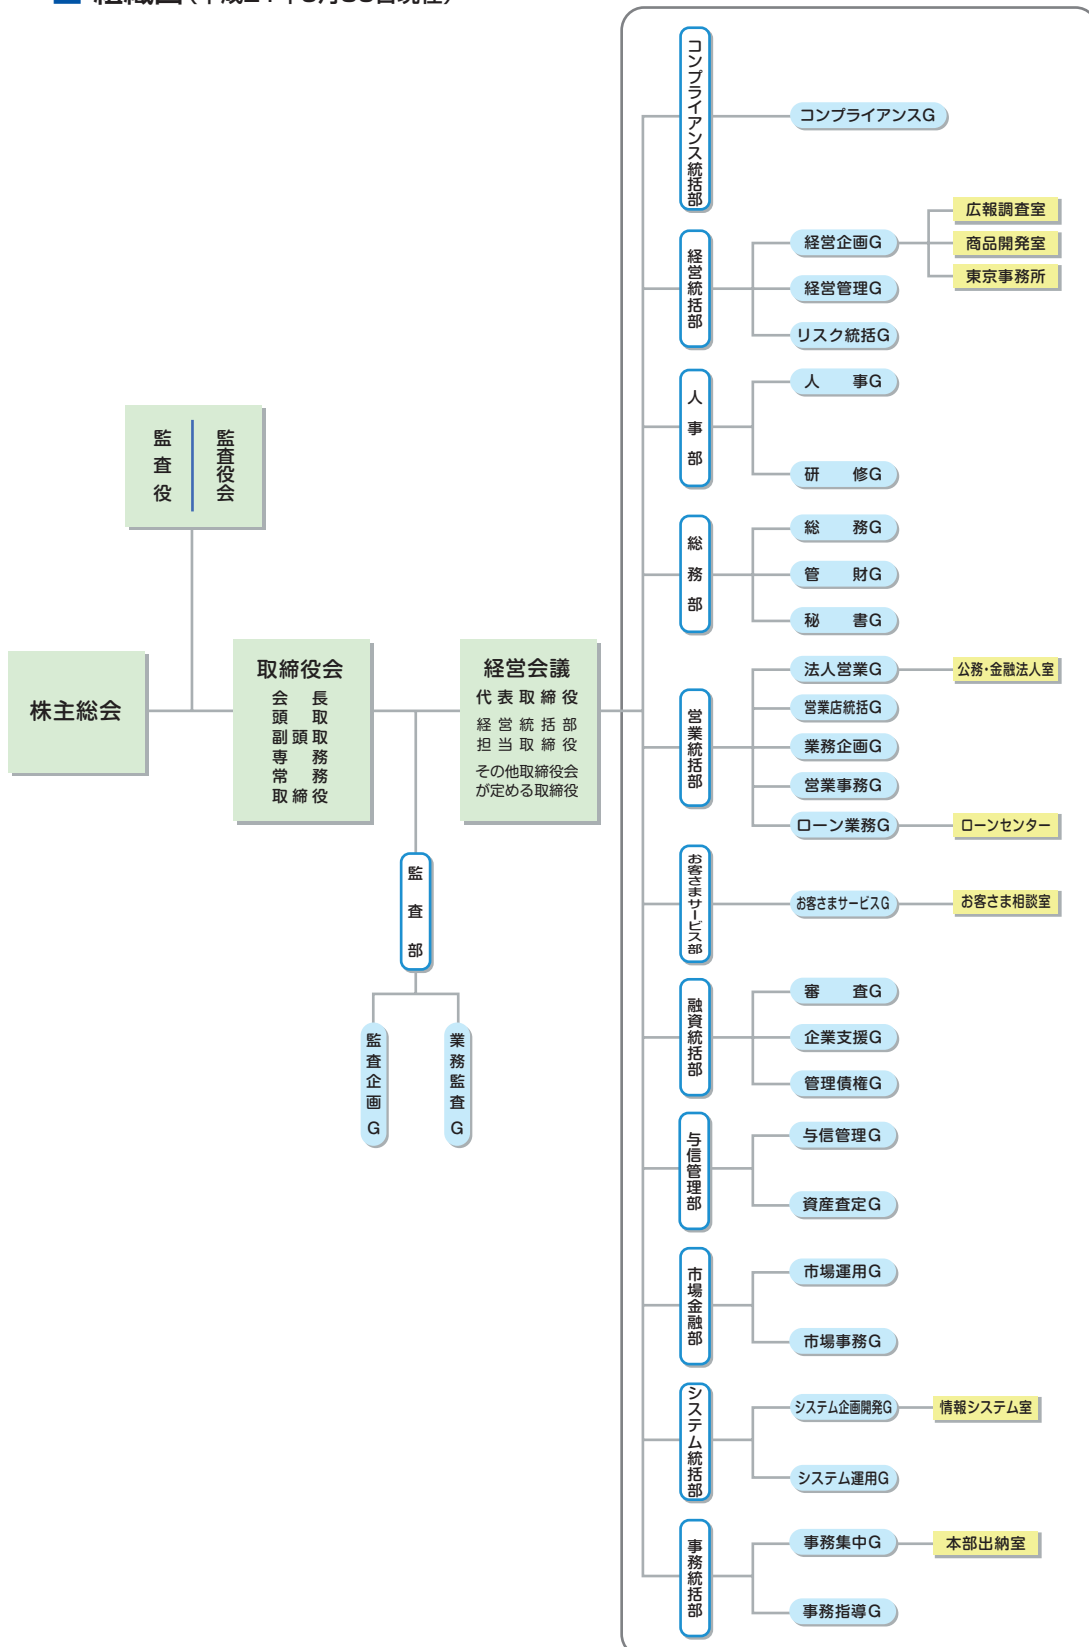 コンプライアンス統括部
コンプライアンスG
経営統括部
経営企画G
広報調査室
商品開発室
東京事務所
経営管理G
リスク統括G
人事部
人　事G
研　修G
総務部
総　務G
管　財G
秘　書G
営業統括部
法人営業G
公務・金融法人室
営業店統括G
業務企画G
営業事務G
ローン業務G
ローンセンター
お客さまサービス部
お客さまサービスG
お客さま相談室
融資統括部
審　査G
企業支援G
管理債権G
与信管理部
与信管理G
資産査定G
市場金融部
市場運用G
市場事務G
システム統括部
システム企画開発G
情報システム室
システム運用G
事務統括部
事務集中G
本部出納室
事務指導G
監査役
監査役会
株主総会
取締役会
会長
頭取
副頭取
専務
常務
取締役
経営会議
代表取締役
経営統括部
担当取締役
その他取締役会
が定める取締役
監査部
監査企画G
業務監査G